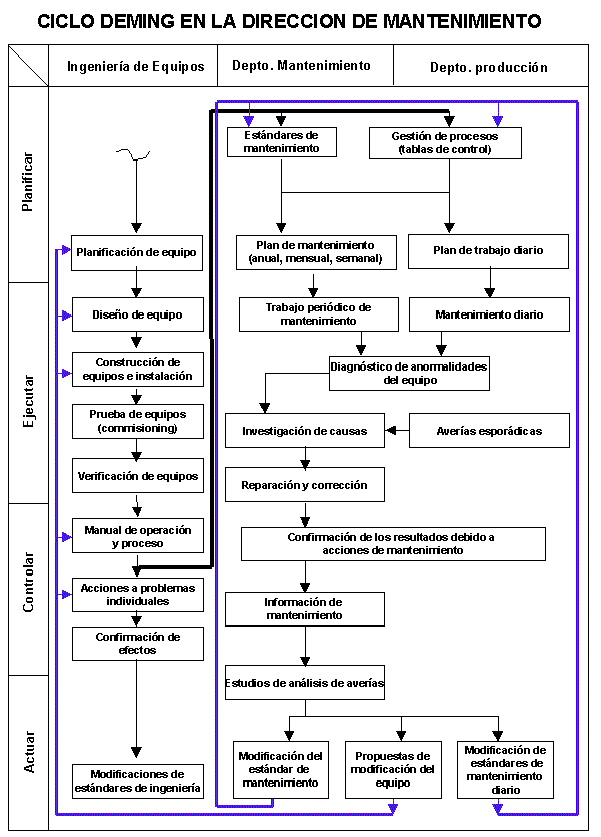 CICLO DEMING EN LA DIRECCION DE MANTENIMIENTO
Ingeniería de Equipos
Depto. Mantenimiento
Depto. producción
Planificar
Estándares de
mantenimiento
Gestión de procesos
(tablas de control)
Planificación de equipo
Plan de mantenimiento
(anual, mensual, semanal)
Plan de trabajo diario
Ejecutar
Diseño de equipo
Trabajo periódico de
mantenimiento
Mantenimiento diario
Construcción de
equipos e instalación
Diagnóstico de anormalidades
del equipo
Prueba de equipos
(commisioning)
Investigación de causas
Averías esporádicas
Verificación de equipos
Reparación y corrección
Controlar
Manual de operación
y proceso
Confirmación de los resultados debido a
acciones de mantenimiento
Acciones a problemas
individuales
Información de
mantenimiento
Confirmación de
efectos
Actuar
Estudios de análisis de averías
Modificaciones de
estándares de ingeniería
Modificación del
estándar de
mantenimiento
Propuestas de
modificación del
equipo
Modificación de
estándares de
mantenimiento
diario